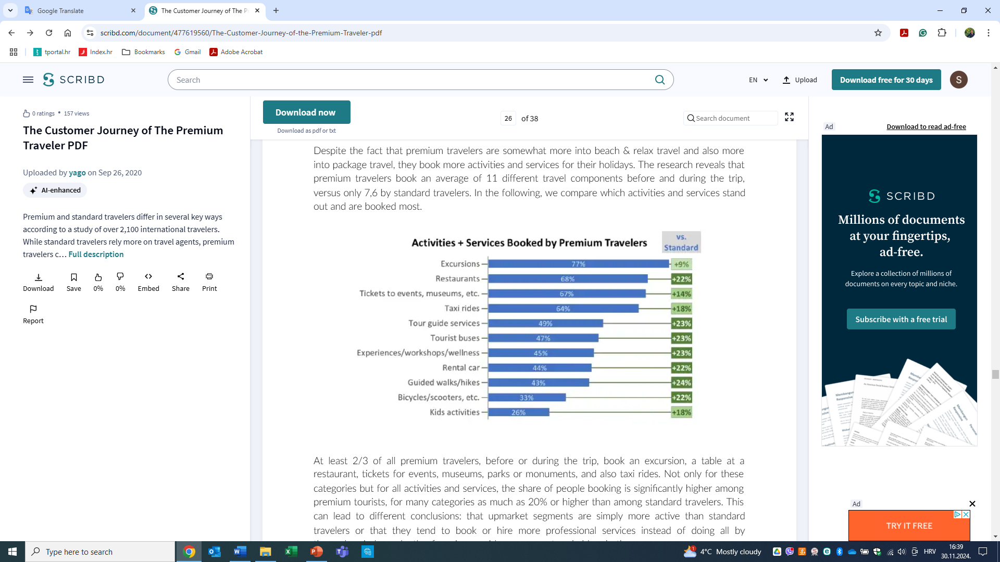 Google Translate
The Customer Journey of The P
scribd.com/document/477619560/The-Customer-Journey-of-the-Premium-Traveler-pdf
tportal.hr
Index.hr
Bookmarks
Gmail
Adobe Acrobat
SCRIBD
Search
EN
Upload
Download free for 30 days
S
0 ratings • 157 views
The Customer Journey of The Premium
Traveler PDF
Uploaded by yago on Sep 26, 2020
AI-enhanced
Premium and standard travelers differ in several key ways
according to a study of over 2,100 international travelers.
While standard travelers rely more on travel agents, premium
travelers c… Full description
Download
Save
0%
0%
Embed
Share
Print
Report
Download now
Download as pdf or txt
26 of 38
Search document
Despite the fact that premium travelers are somewhat more into beach & relax travel and also more
into package travel, they book more activities and services for their holidays. The research reveals that
premium travelers book an average of 11 different travel components before and during the trip,
versus only 7,6 by standard travelers. In the following, we compare which activities and services stand
out and are booked most.
Activities + Services Booked by Premium Travelers
vs.
Standard
Excursions 77% +9%
Restaurants 68% +22%
Tickets to events, museums, etc. 67% +14%
Taxi rides 64% +18%
Tour guide services 49% +23%
Tourist buses 47% +23%
Experiences/workshops/wellness 45% +23%
Rental car 44% +22%
Guided walks/hikes 43% +24%
Bicycles/scooters, etc. 33% +22%
Kids activities 26% +18%
At least 2/3 of all premium travelers, before or during the trip, book an excursion, a table at a
restaurant, tickets for events, museums, parks or monuments, and also taxi rides. Not only for these
categories but for all activities and services, the share of people booking is significantly higher among
premium tourists, for many categories as much as 20% or higher than among standard travelers. This
can lead to different conclusions: that upmarket segments are simply more active than standard
travelers or that they tend to book or hire more professional services instead of doing all by
Ad
Download to read ad-free
SCRIBD
Millions of documents
at your fingertips,
ad-free.
Explore a collection of millions of
documents on every topic and niche.
Subscribe with a free trial
Ad
TRY IT FREE
Type here to search
1
4°C Mostly cloudy
HRV
16:39
30.11.2024.